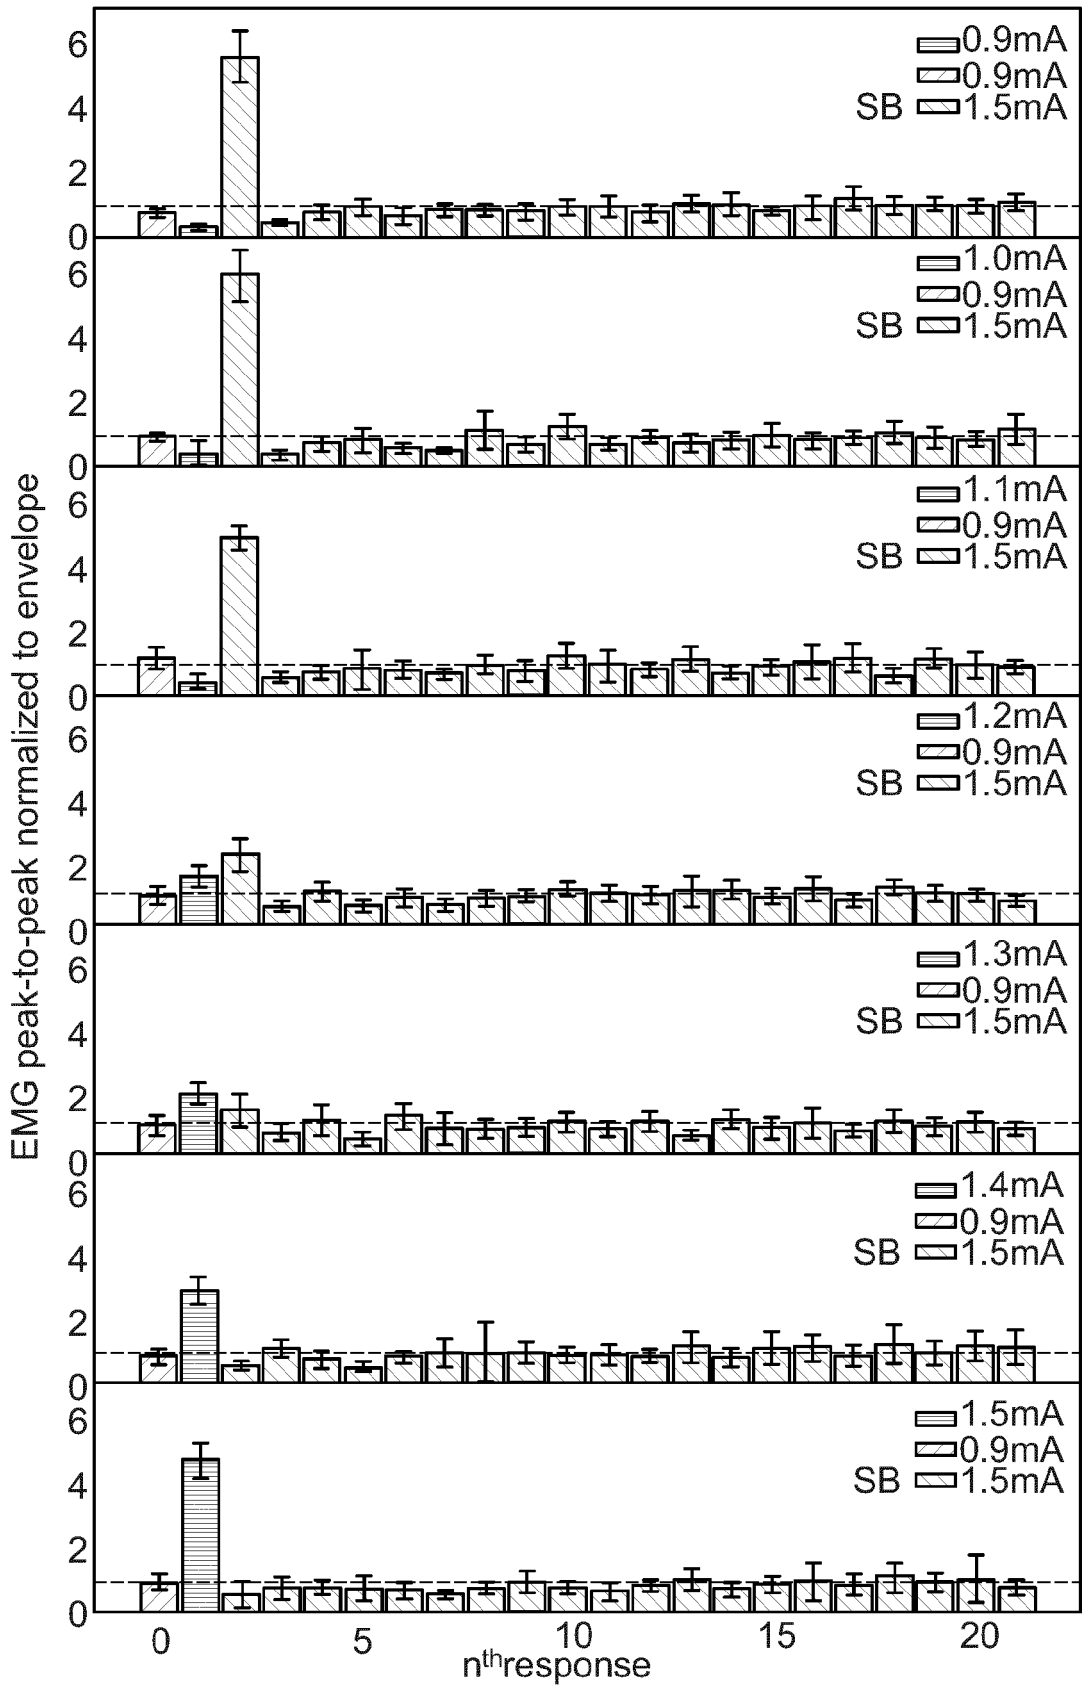 6
0.9mA
0.9mA
4
SB 1.5mA
2
0
6
1.0mA
0.9mA
SB 1.5mA
4
2
0
6
1.1mA
0.9mA
SB 1.5mA
4
2
0
6
1.2mA
0.9mA
SB 1.5mA
4
2
0
6
1.3mA
0.9mA
SB 1.5mA
4
2
0
6
1.4mA
0.9mA
SB 1.5mA
4
2
0
6
1.5mA
0.9mA
SB 1.5mA
4
2
0
0 5 10 15 20
nthresponse
EMG peak-to-peak normalized to envelope